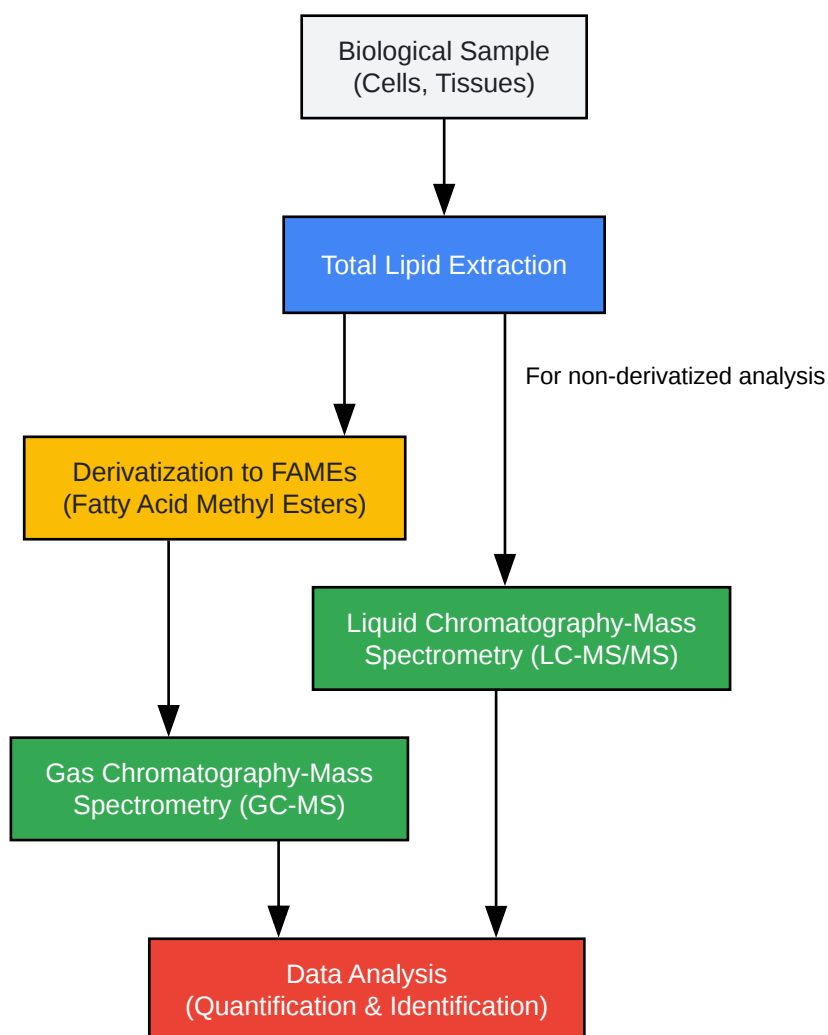 Biological Sample
(Cells, Tissues)
Total Lipid Extraction
For non-derivatized analysis
Derivatization to FAMEs
(Fatty Acid Methyl Esters)
Liquid Chromatography-Mass
Spectrometry (LC-MS/MS)
Gas Chromatography-Mass
Spectrometry (GC-MS)
Data Analysis
(Quantification & Identification)